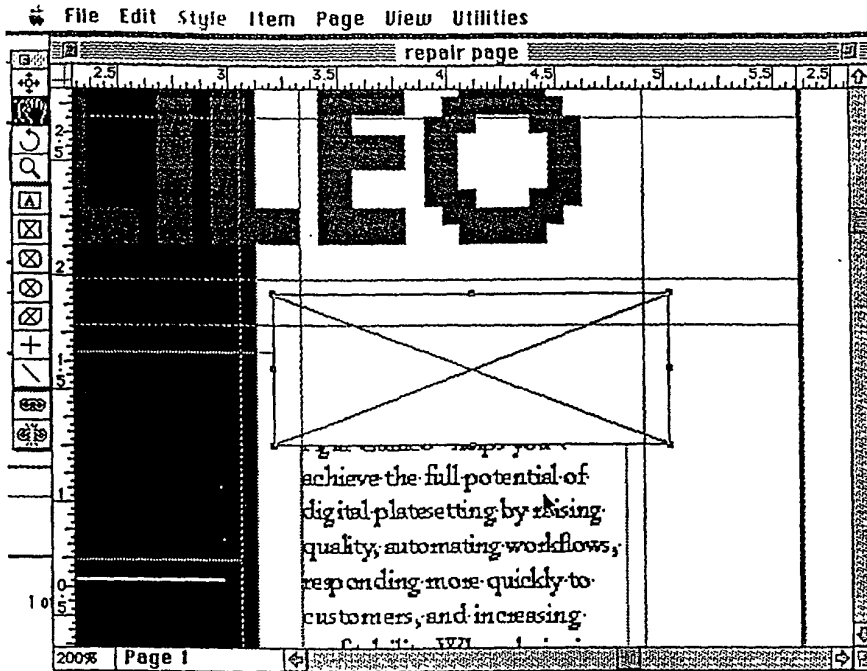 File Edit Style Item Page View Utilities
repair page
2.5 3 3.5 4 4.5 5 5.5 2.5
LILEO
A
achieve·the·full·potential·of·
digital·platesetting·by·raising·
quality,·automating·workflows,·
responding·more·quickly·to·
customers,·and·increasing·
200% Page 1